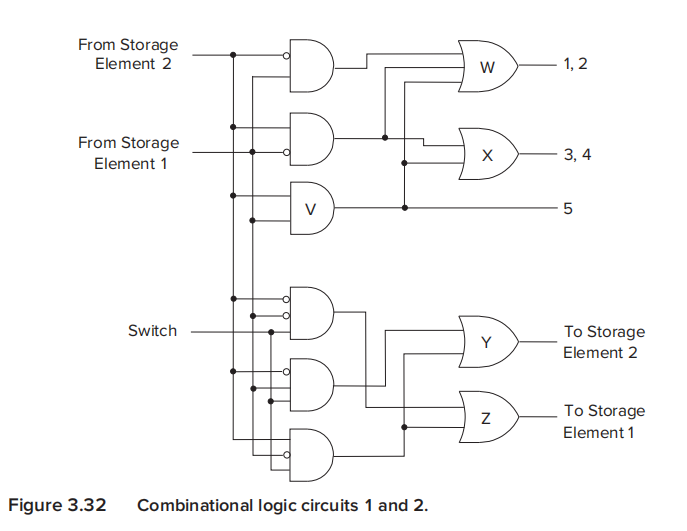 From Storage
Element 2
W
1, 2
From Storage
Element 1
X
3, 4
V
5
Switch
Y
To Storage
Element 2
Z
To Storage
Element 1
Figure 3.32 Combinational logic circuits 1 and 2.